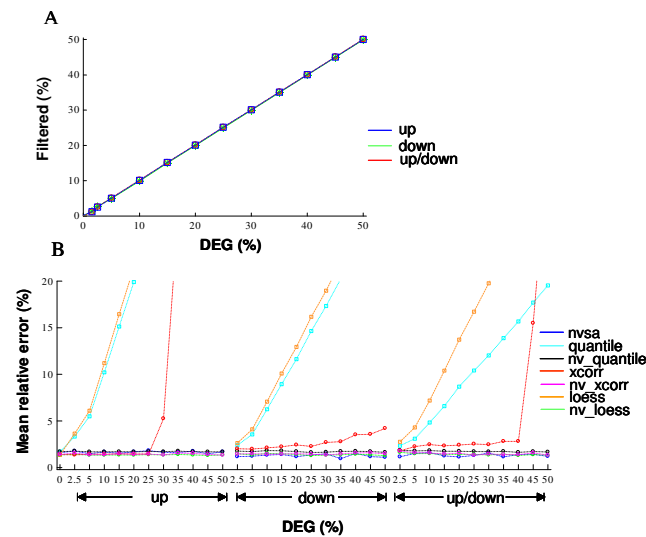 A
50
40
30
20
10
0
Filtered (%)
0 10 20 30 40 50
DEG (%)
up
down
up/down
B
20
15
10
5
0
Mean relative error (%)
0 2.5 5 10 15 20 25 30 35 40 45 50 2.5 5 10 15 20 25 30 35 40 45 50 2.5 5 10 15 20 25 30 35 40 45 50
up down up/down
DEG (%)
nvsa
quantile
nv_quantile
xcorr
nv_xcorr
loess
nv_loess